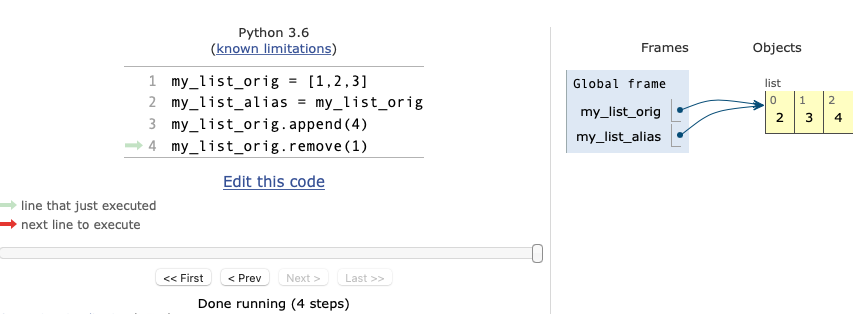 Python 3.6
(known limitations)
1 my_list_orig = [1,2,3]
2 my_list_alias = my_list_orig
3 my_list_orig.append(4)
4 my_list_orig.remove(1)
Edit this code
line that just executed
next line to execute
<< First < Prev Next > Last >>
Done running (4 steps)
Frames Objects
Global frame
my_list_orig
my_list_alias
list
0 1 2
2 3 4